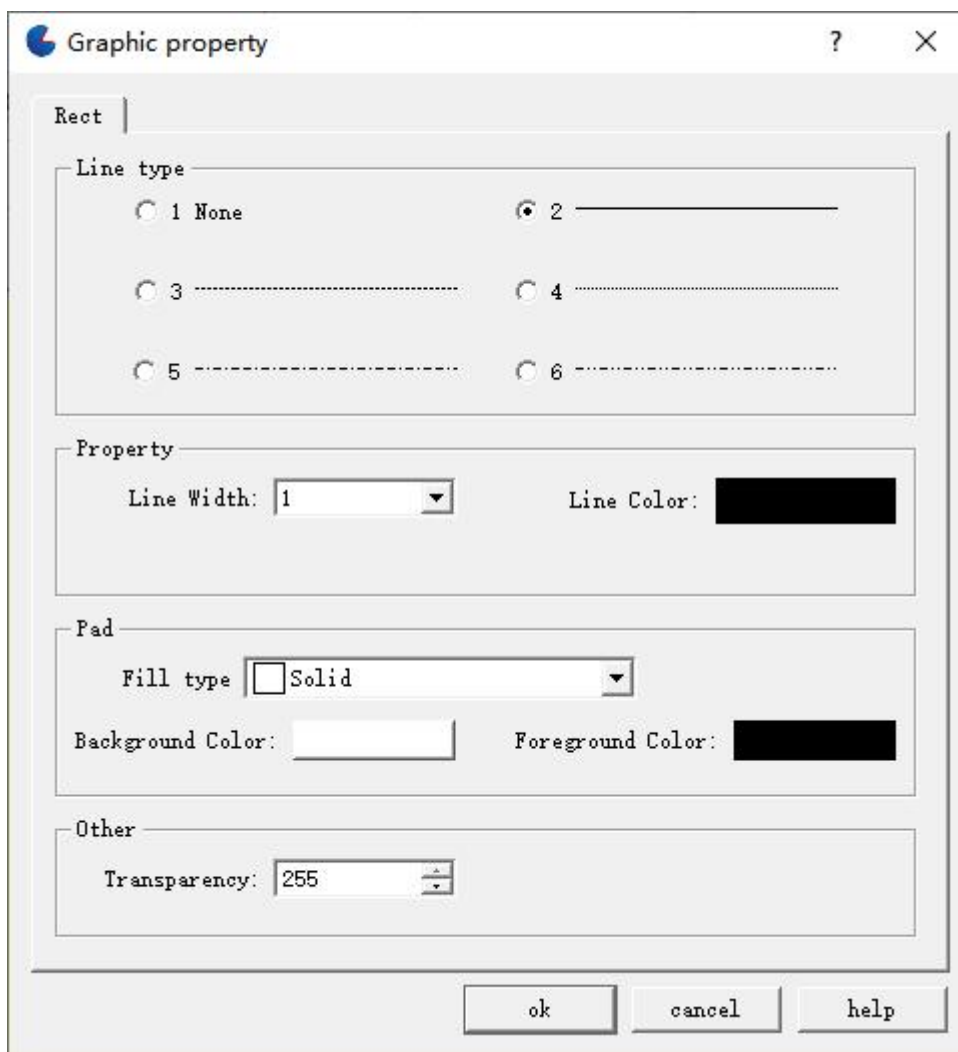 Graphic property
Rect
Line type
1 None
2
3
4
5
6
Property
Line Width: 1
Line Color:
Pad
Fill type Solid
Background Color:
Foreground Color:
Other
Transparency: 255
ok
cancel
help